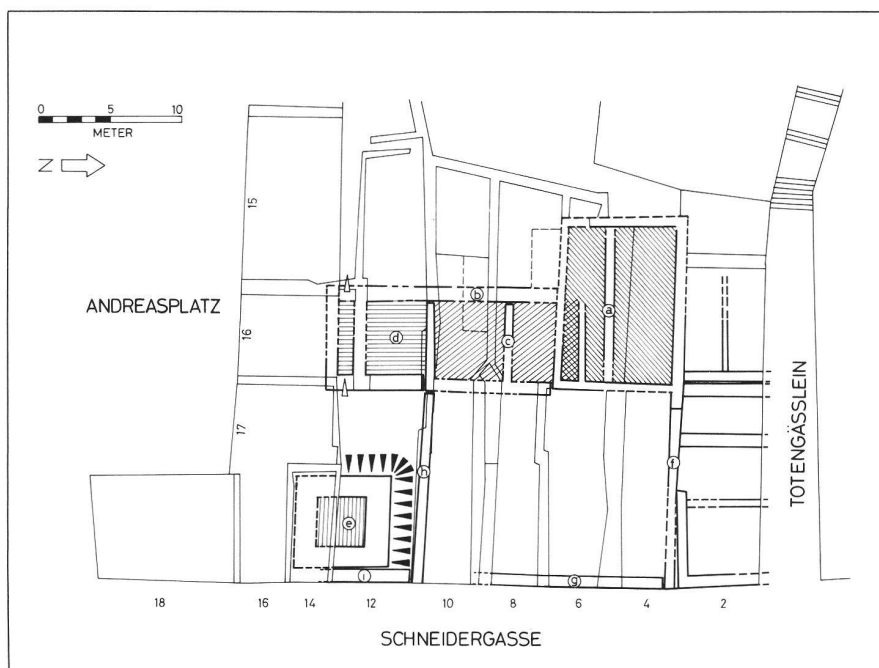 0 5 10
METER
N
15
ANDREASPLATZ
16
17
b
a
d
c
h
f
e
i
g
TOTENGÄSSLEIN
18 16 14 12 10 8 6 4 2
SCHNEIDERGASSE